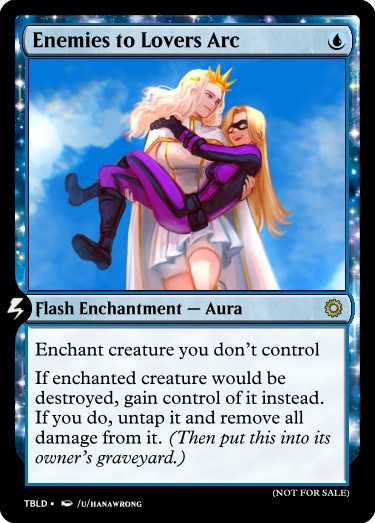 Enemies to Lovers Arc
Flash Enchantment — Aura
Enchant creature you don't control
If enchanted creature would be
destroyed, gain control of it instead.
If you do, untap it and remove all
damage from it. (Then put this into its
owner's graveyard.)
(NOT FOR SALE)
TBLD • /U/HANAWRONG